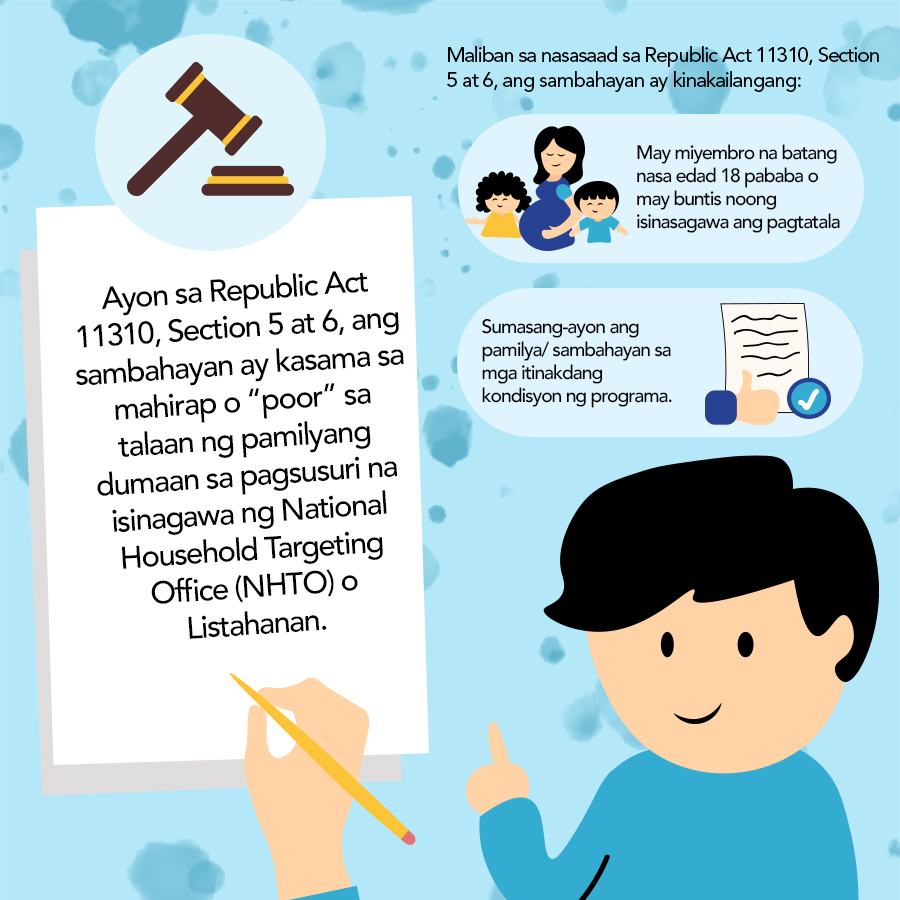 Maliban sa nasasaad sa Republic Act 11310, Section
5 at 6, ang sambahayan ay kinakailangang:
May miyembro na batang
nasa edad 18 pababa o
may buntis noong
isinasagawa ang pagtatala
Sumasang-ayon ang
pamilya/ sambahayan sa
mga itinakdang
kondisyon ng programa.
Ayon sa Republic Act
11310, Section 5 at 6, ang
sambahayan ay kasama sa
mahirap o “poor” sa
talaan ng pamilyang
dumaan sa pagsusuri na
isinagawa ng National
Household Targeting
Office (NHTO) o
Listahanan.